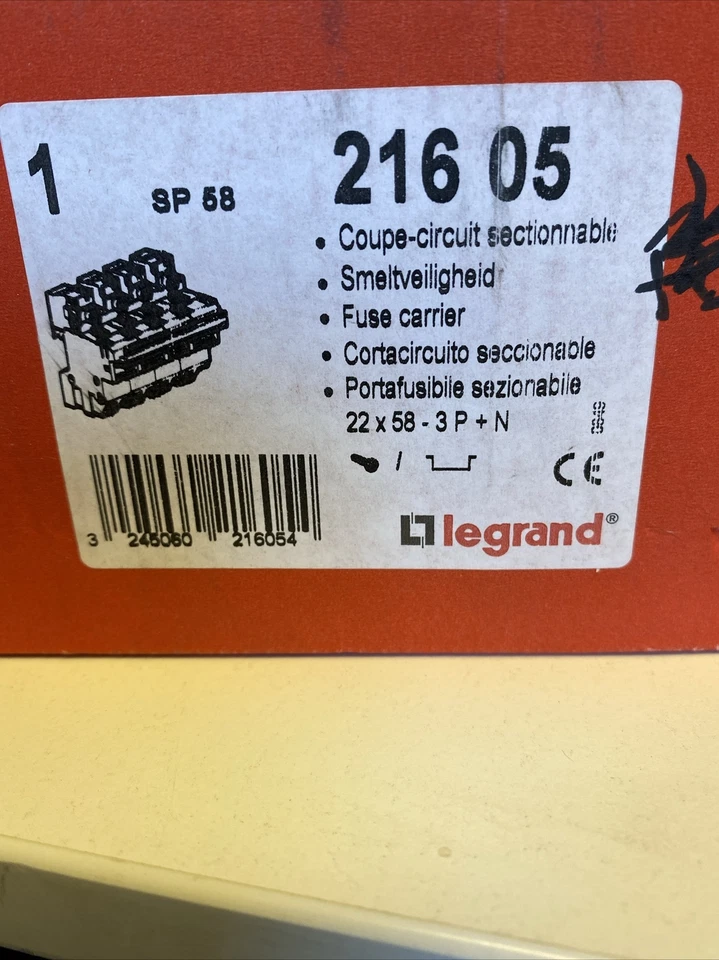 1
SP 58
216 05
• Coupe-circuit sectionnable
• Smeltveiligheid
• Fuse carrier
• Cortacircuito seccionable
• Portafusibile sezionabile
22 x 58 - 3 P + N
/
CE
3 245060 216054
legrand®